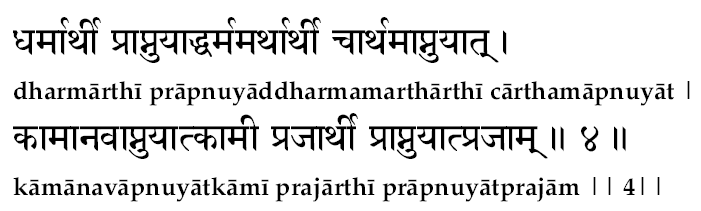 धर्मार्थी प्राप्नुयाद्धर्ममर्थार्थी चार्थमाप्नुयात् ।
dharmārthī prāpnuyāddharmamarthārthī cārthamāpnuyāt |
कामानवाप्नुयात्कामी प्रजार्थी प्राप्नुयात्प्रजाम् ॥ ४ ॥
kāmānavāpnuyātkāmī prajārthī prāpnuyātprajām || 4||